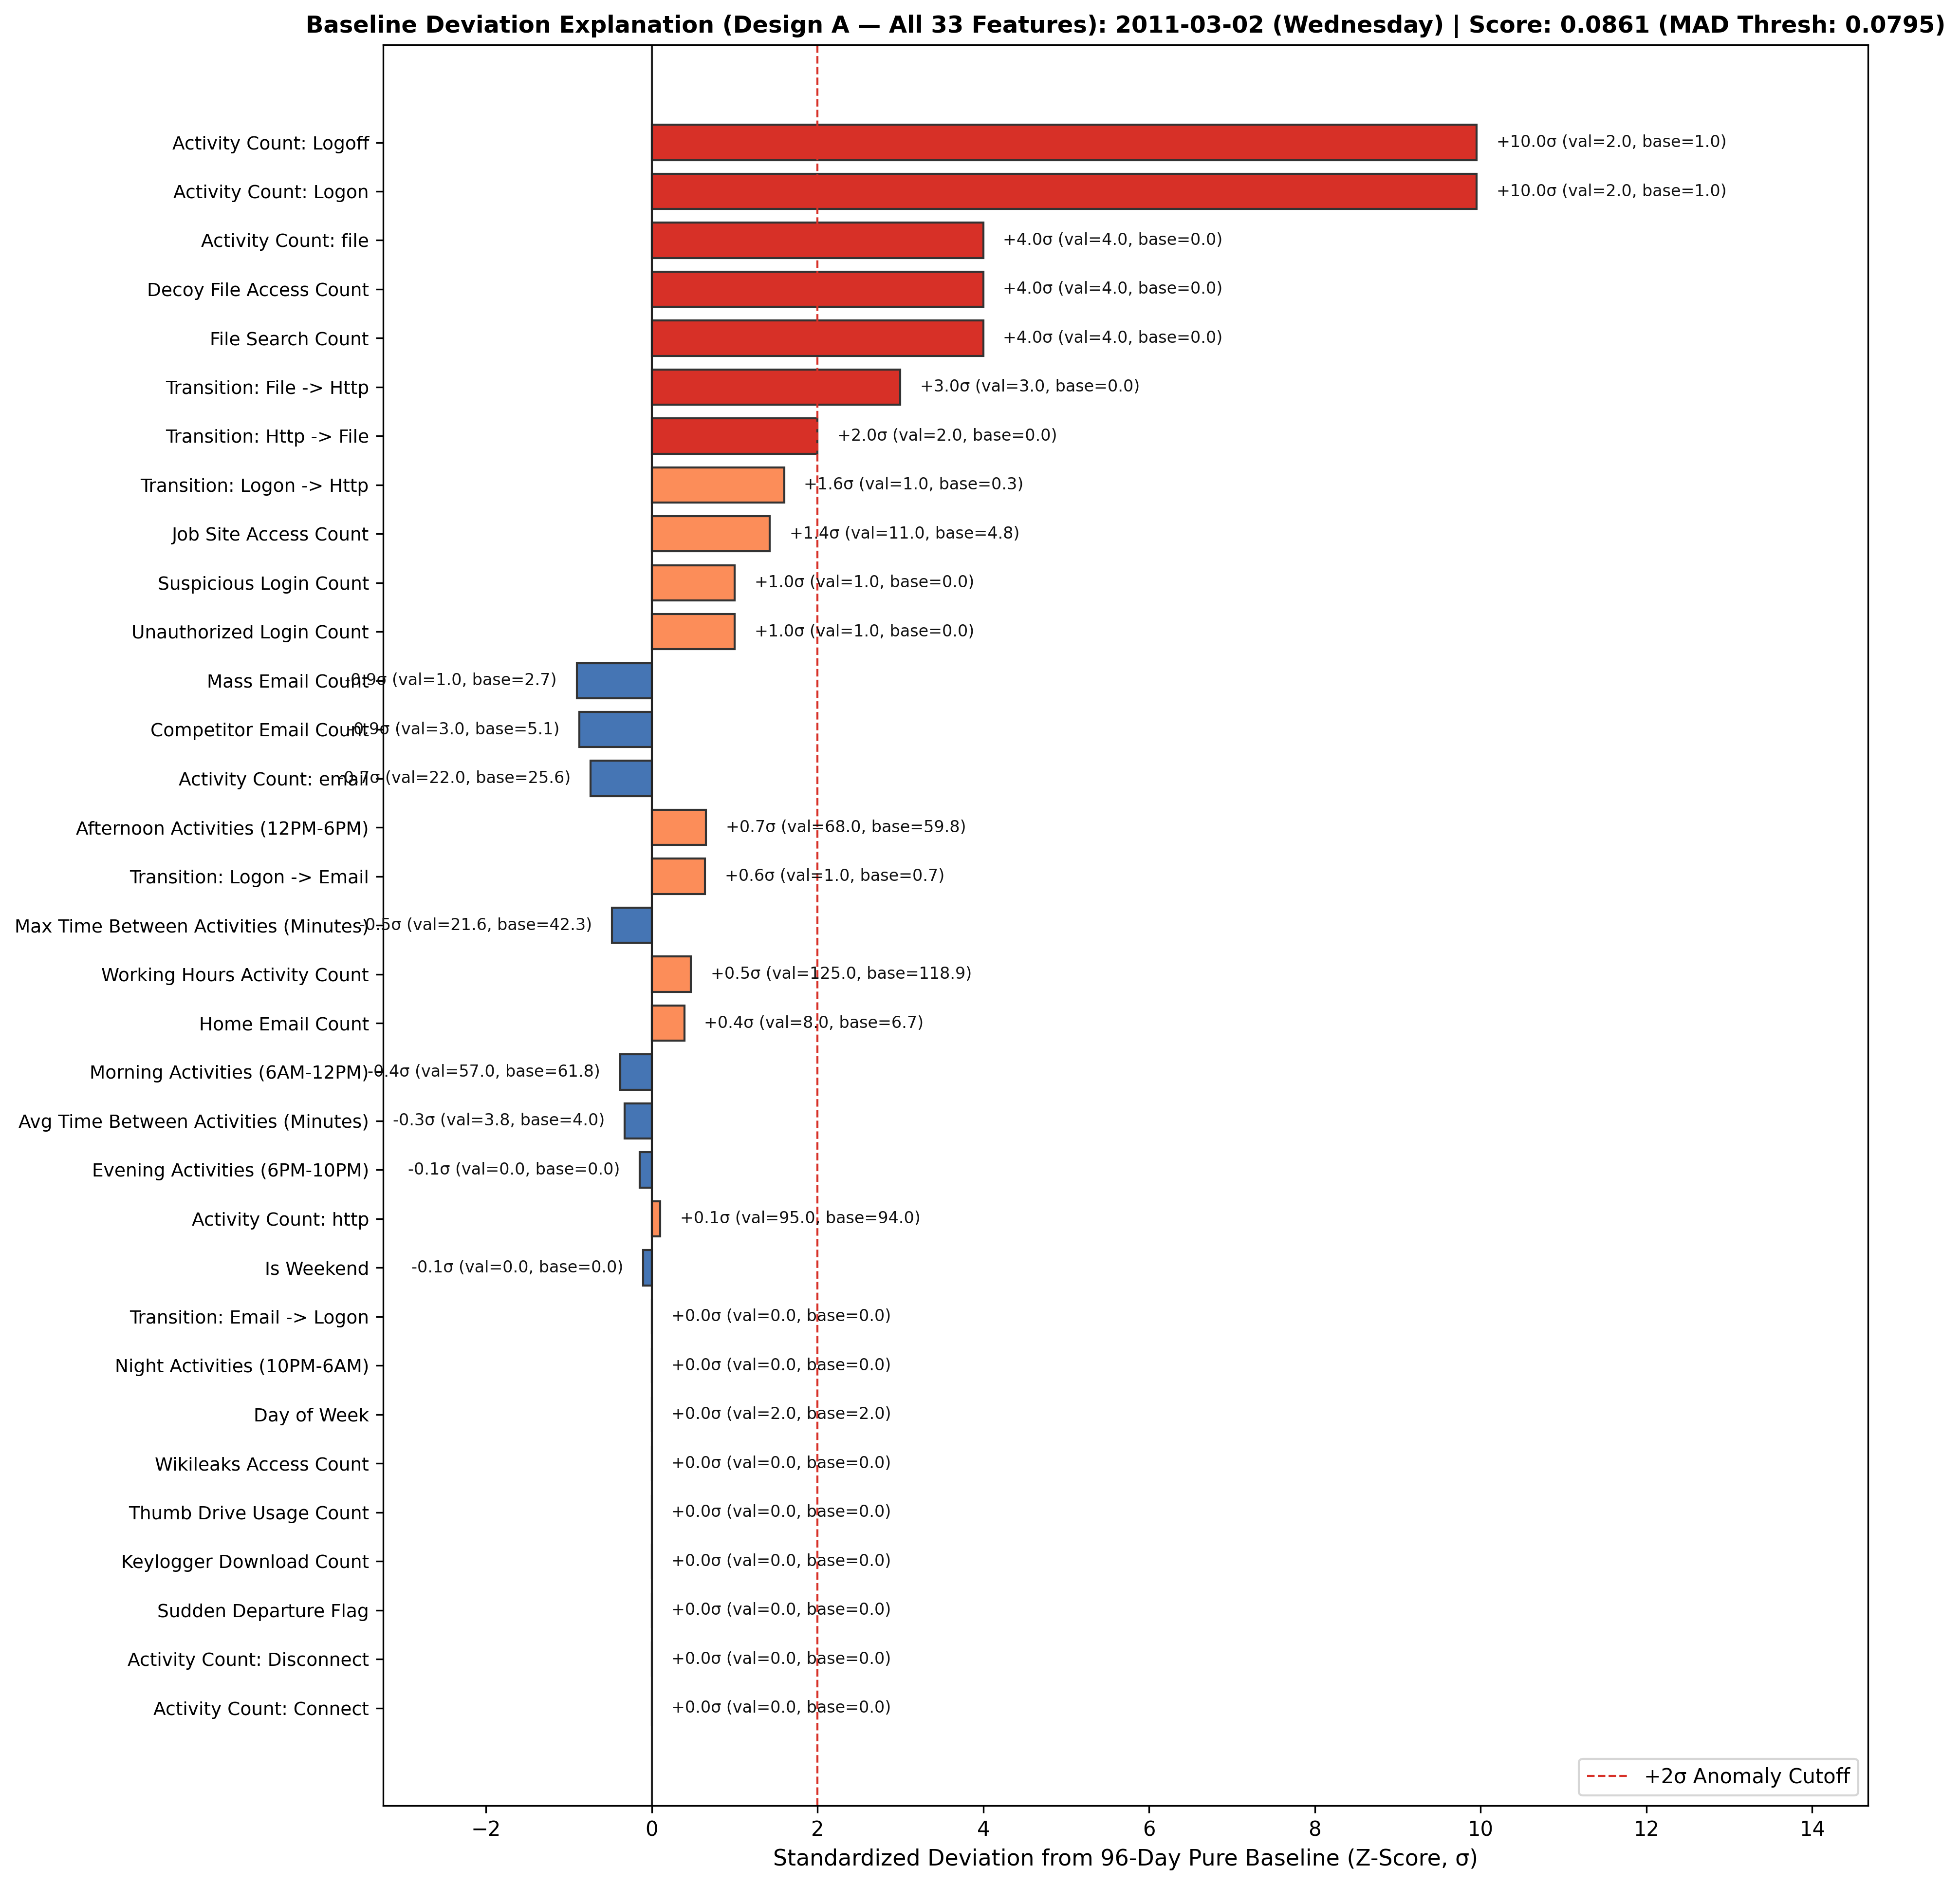 Baseline Deviation Explanation (Design A — All 33 Features): 2011-03-02 (Wednesday) | Score: 0.0861 (MAD Thresh: 0.0795)
Activity Count: Logoff +10.0σ (val=2.0, base=1.0)
Activity Count: Logon +10.0σ (val=2.0, base=1.0)
Activity Count: file +4.0σ (val=4.0, base=0.0)
Decoy File Access Count +4.0σ (val=4.0, base=0.0)
File Search Count +4.0σ (val=4.0, base=0.0)
Transition: File -> Http +3.0σ (val=3.0, base=0.0)
Transition: Http -> File +2.0σ (val=2.0, base=0.0)
Transition: Logon -> Http +1.6σ (val=1.0, base=0.3)
Job Site Access Count +1.4σ (val=11.0, base=4.8)
Suspicious Login Count +1.0σ (val=1.0, base=0.0)
Unauthorized Login Count +1.0σ (val=1.0, base=0.0)
Mass Email Count -0.9σ (val=1.0, base=2.7)
Competitor Email Count -0.9σ (val=3.0, base=5.1)
Activity Count: email -0.7σ (val=22.0, base=25.6)
Afternoon Activities (12PM-6PM) +0.7σ (val=68.0, base=59.8)
Transition: Logon -> Email +0.6σ (val=1.0, base=0.7)
Max Time Between Activities (Minutes) -0.5σ (val=21.6, base=42.3)
Working Hours Activity Count +0.5σ (val=125.0, base=118.9)
Home Email Count +0.4σ (val=8.0, base=6.7)
Morning Activities (6AM-12PM) -0.4σ (val=57.0, base=61.8)
Avg Time Between Activities (Minutes) -0.3σ (val=3.8, base=4.0)
Evening Activities (6PM-10PM) -0.1σ (val=0.0, base=0.0)
Activity Count: http +0.1σ (val=95.0, base=94.0)
Is Weekend -0.1σ (val=0.0, base=0.0)
Transition: Email -> Logon +0.0σ (val=0.0, base=0.0)
Night Activities (10PM-6AM) +0.0σ (val=0.0, base=0.0)
Day of Week +0.0σ (val=2.0, base=2.0)
Wikileaks Access Count +0.0σ (val=0.0, base=0.0)
Thumb Drive Usage Count +0.0σ (val=0.0, base=0.0)
Keylogger Download Count +0.0σ (val=0.0, base=0.0)
Sudden Departure Flag +0.0σ (val=0.0, base=0.0)
Activity Count: Disconnect +0.0σ (val=0.0, base=0.0)
Activity Count: Connect +0.0σ (val=0.0, base=0.0)
+2σ Anomaly Cutoff
−2 0 2 4 6 8 10 12 14
Standardized Deviation from 96-Day Pure Baseline (Z-Score, σ)